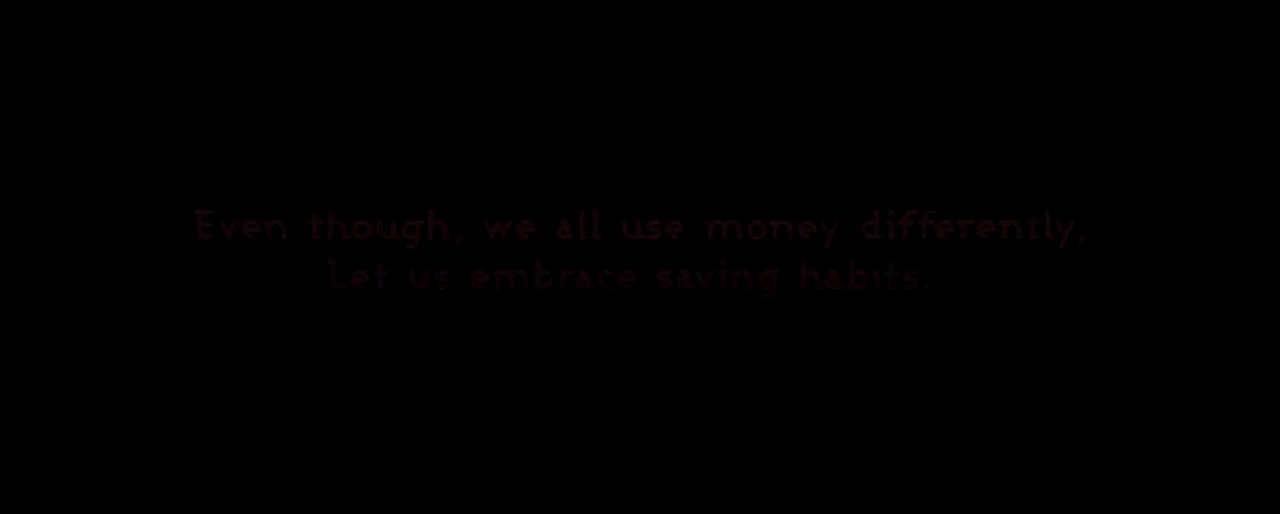 Even though, we all use money differently,
Let us embrace saving habits.